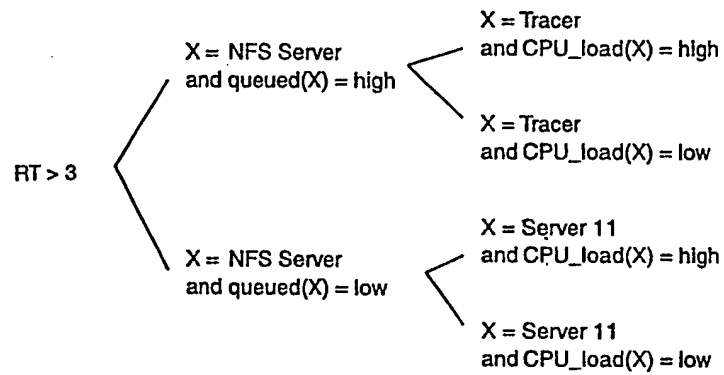 RT > 3
X = NFS Server
and queued(X) = high
X = Tracer
and CPU_load(X) = high
X = Tracer
and CPU_load(X) = low
X = NFS Server
and queued(X) = low
X = Server 11
and CPU_load(X) = high
X = Server 11
and CPU_load(X) = low